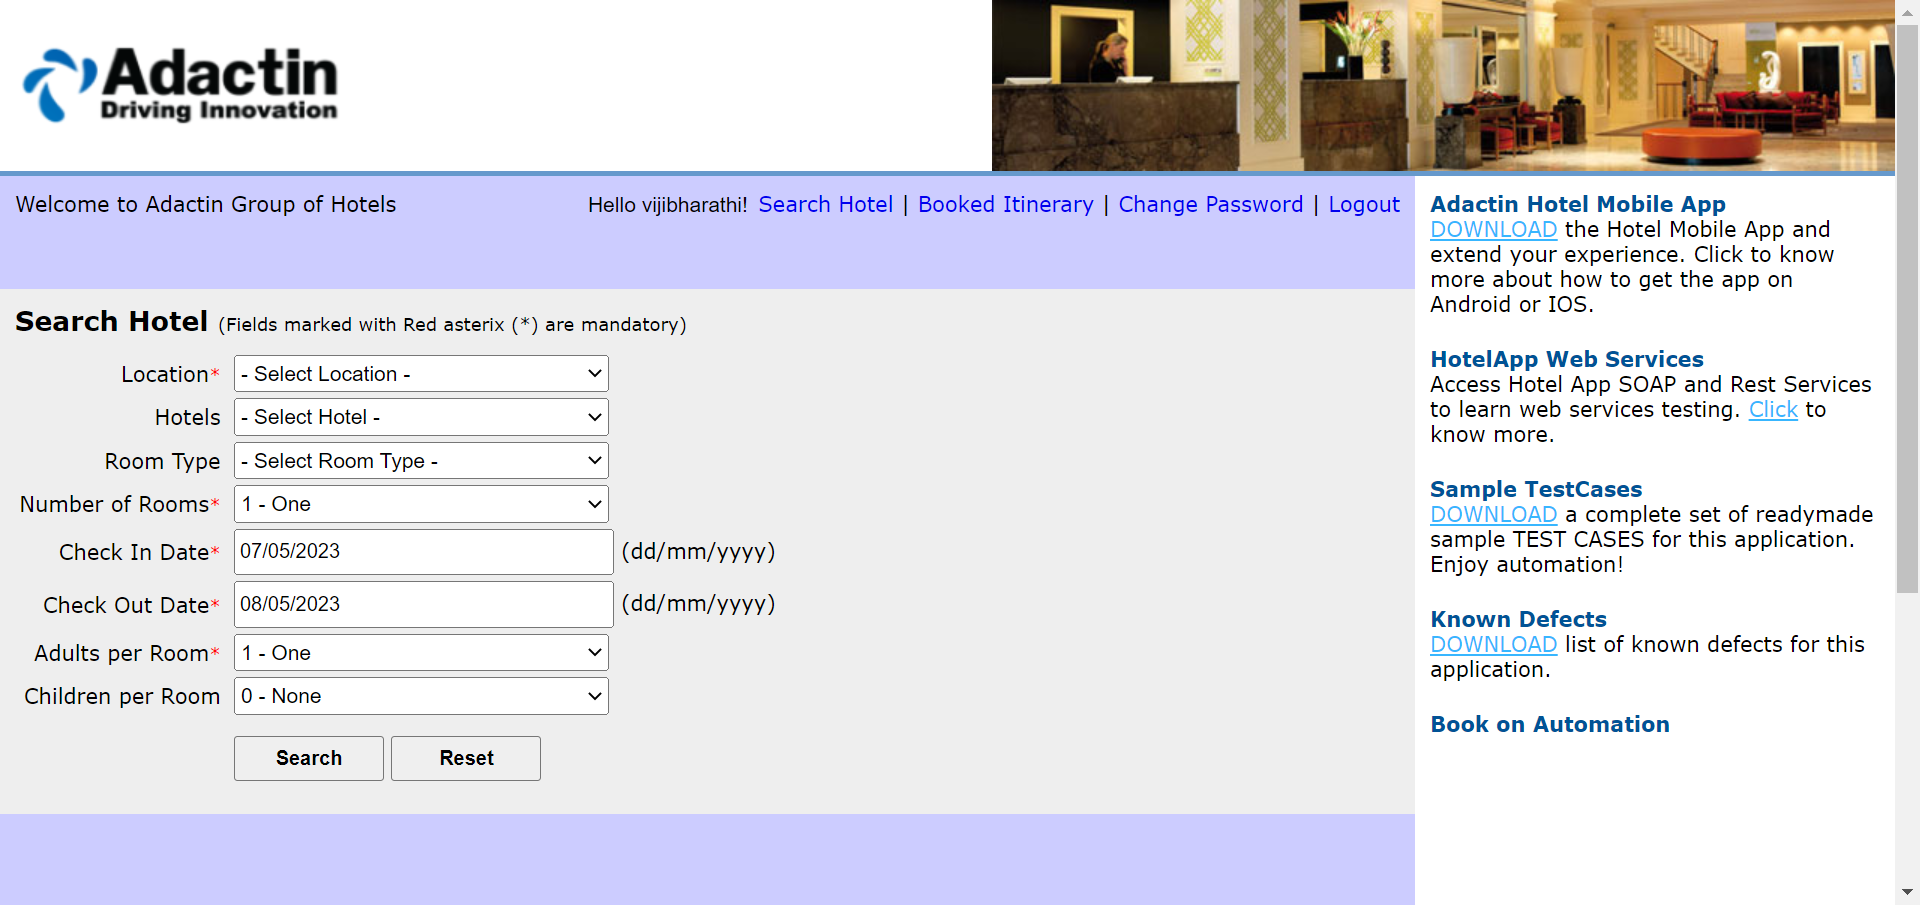 Adactin
Driving Innovation
Welcome to Adactin Group of Hotels
Hello vijibharathi! Search Hotel | Booked Itinerary | Change Password | Logout
Search Hotel (Fields marked with Red asterix (*) are mandatory)
Location* - Select Location -
Hotels - Select Hotel -
Room Type - Select Room Type -
Number of Rooms* 1 - One
Check In Date* 07/05/2023 (dd/mm/yyyy)
Check Out Date* 08/05/2023 (dd/mm/yyyy)
Adults per Room* 1 - One
Children per Room 0 - None
Search Reset
Adactin Hotel Mobile App
DOWNLOAD the Hotel Mobile App and
extend your experience. Click to know
more about how to get the app on
Android or IOS.
HotelApp Web Services
Access Hotel App SOAP and Rest Services
to learn web services testing. Click to
know more.
Sample TestCases
DOWNLOAD a complete set of readymade
sample TEST CASES for this application.
Enjoy automation!
Known Defects
DOWNLOAD list of known defects for this
application.
Book on Automation